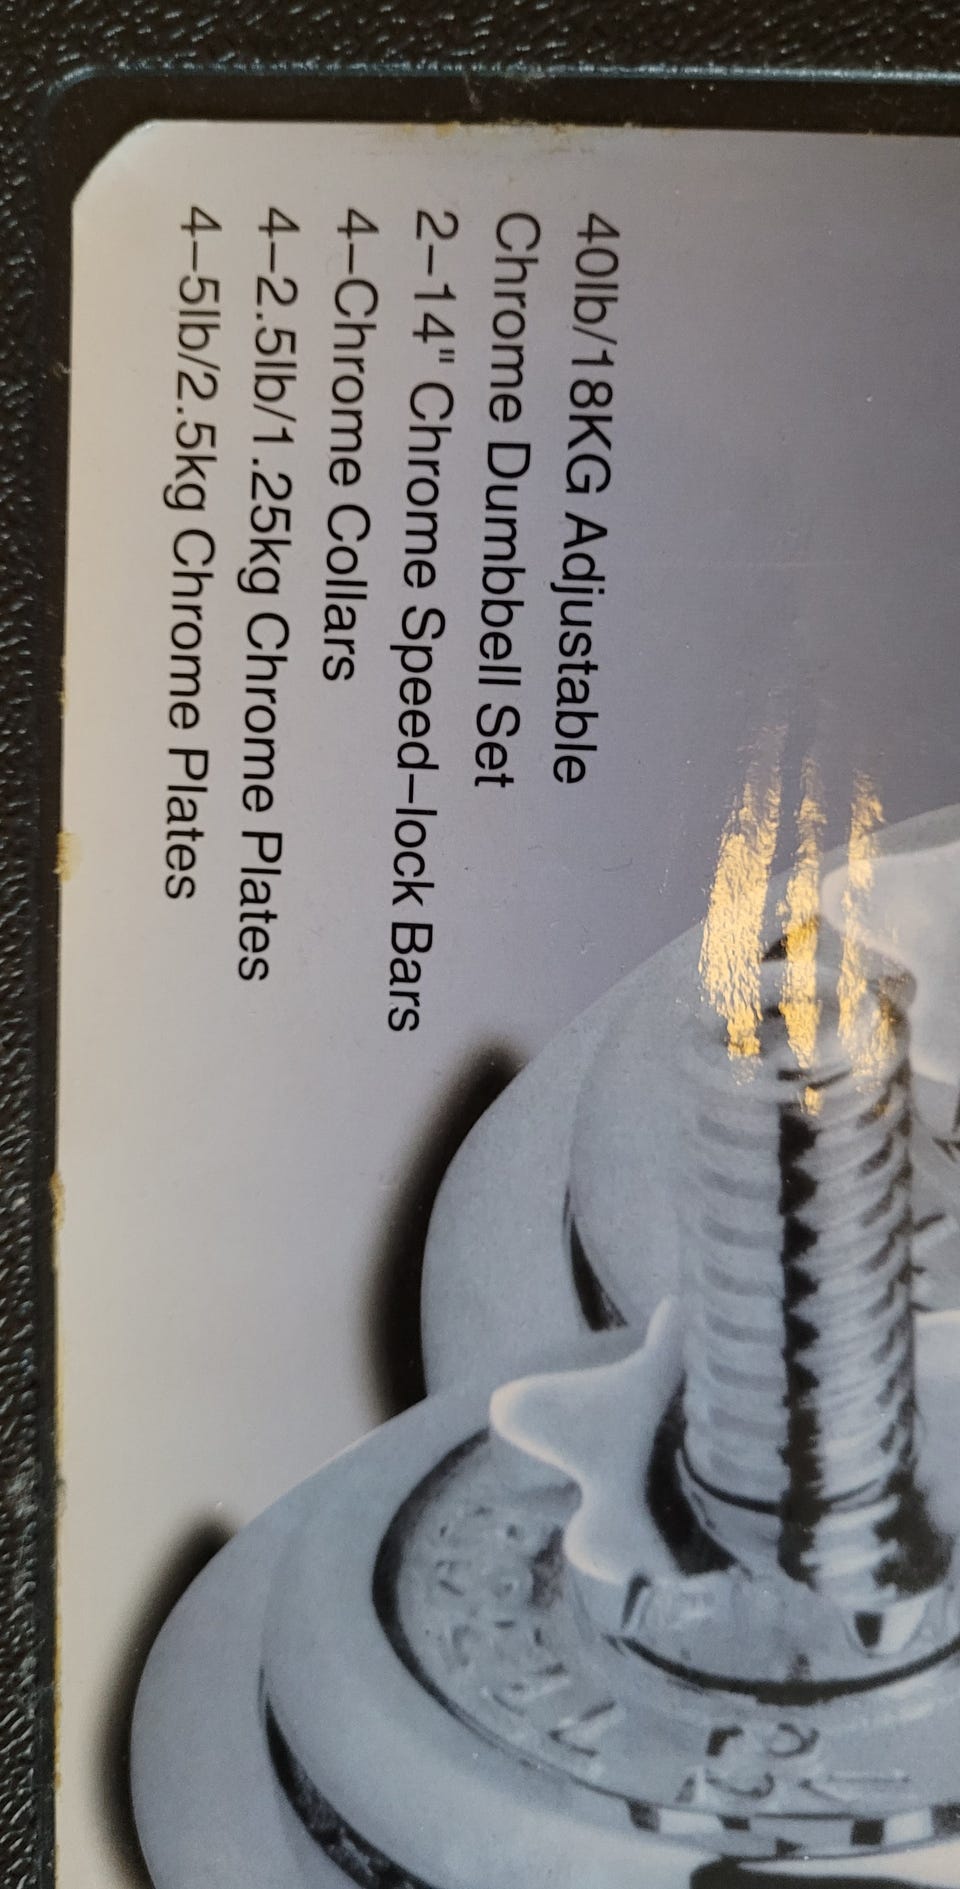 40lb/18KG Adjustable
Chrome Dumbbell Set
2-14" Chrome Speed-lock Bars
4-Chrome Collars
4-2.5lb/1.25kg Chrome Plates
4-5lb/2.5kg Chrome Plates